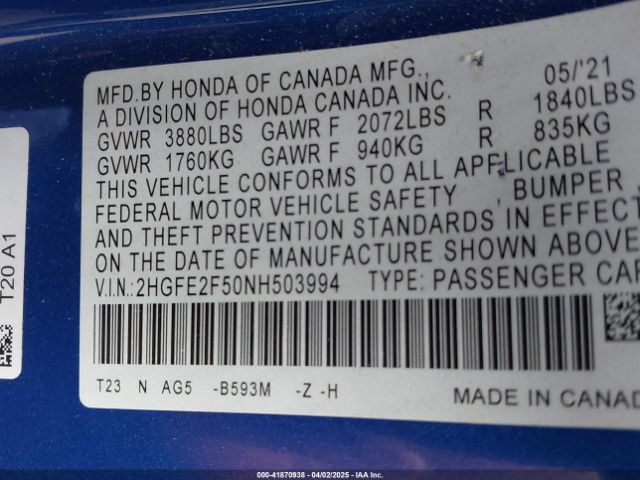 MFD.BY HONDA OF CANADA MFG., 05/'21
A DIVISION OF HONDA CANADA INC.
GVWR 3880LBS GAWR F 2072LBS R 1840LBS
GVWR 1760KG GAWR F 940KG R 835KG
THIS VEHICLE CONFORMS TO ALL APPLICABLE
FEDERAL MOTOR VEHICLE SAFETY, BUMPER
AND THEFT PREVENTION STANDARDS IN EFFECT
ON THE DATE OF MANUFACTURE SHOWN ABOVE
V.I.N.: 2HGFE2F50NH503994 TYPE: PASSENGER CAR
T23 N AG5 -B593M -Z -H
MADE IN CANAD
T20 A1
000-41870938 - 04/02/2025 - IAA Inc.